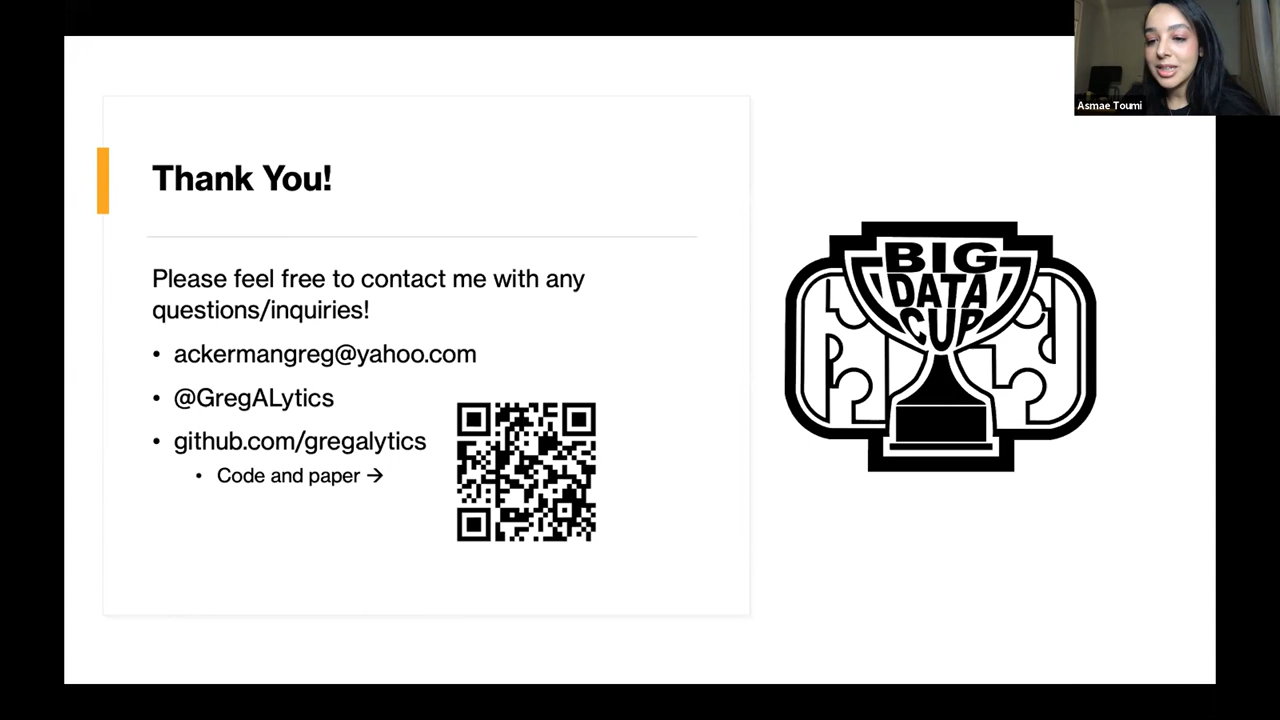 Asmae Toumi
Thank You!
Please feel free to contact me with any
questions/inquiries!
• ackermangreg@yahoo.com
• @GregALytics
• github.com/gregalytics
• Code and paper →
BIG
DATA
CUP